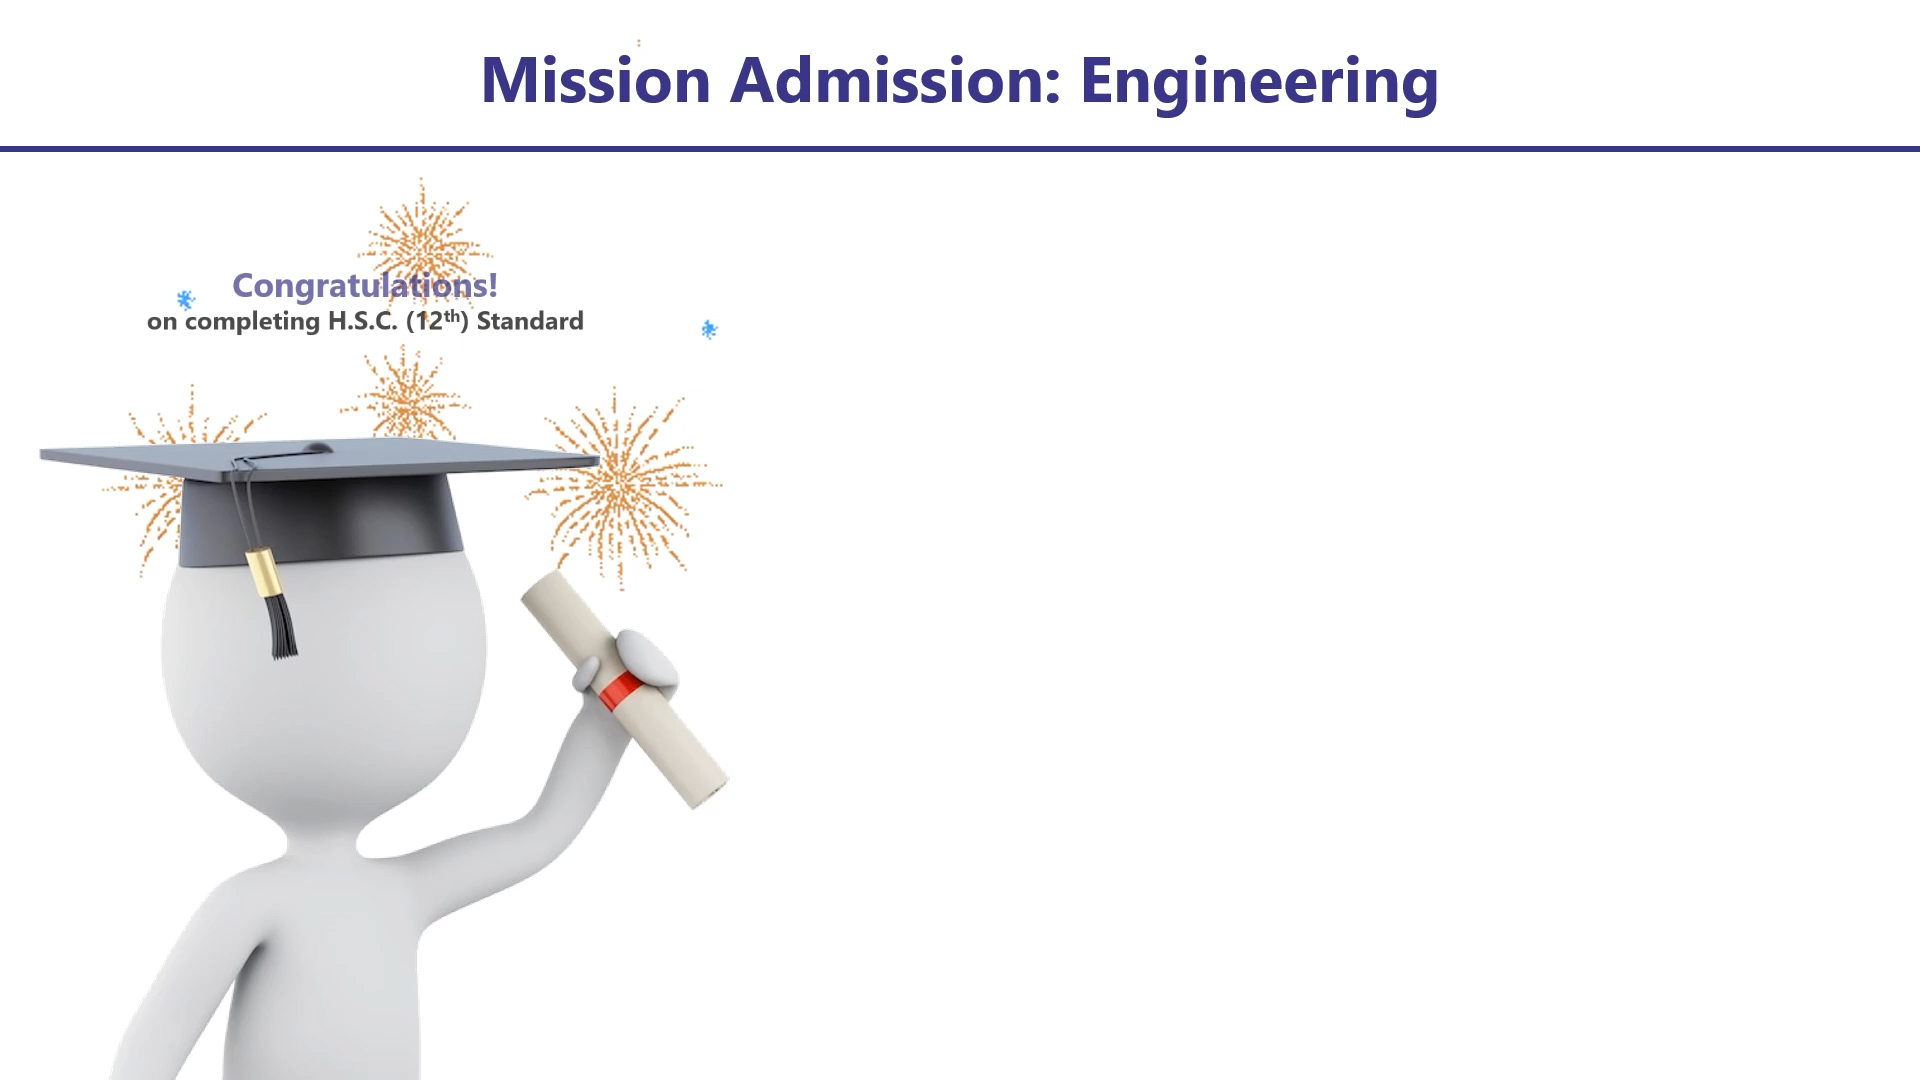 Mission Admission: Engineering
Congratulations!
on completing H.S.C. (12th) Standard